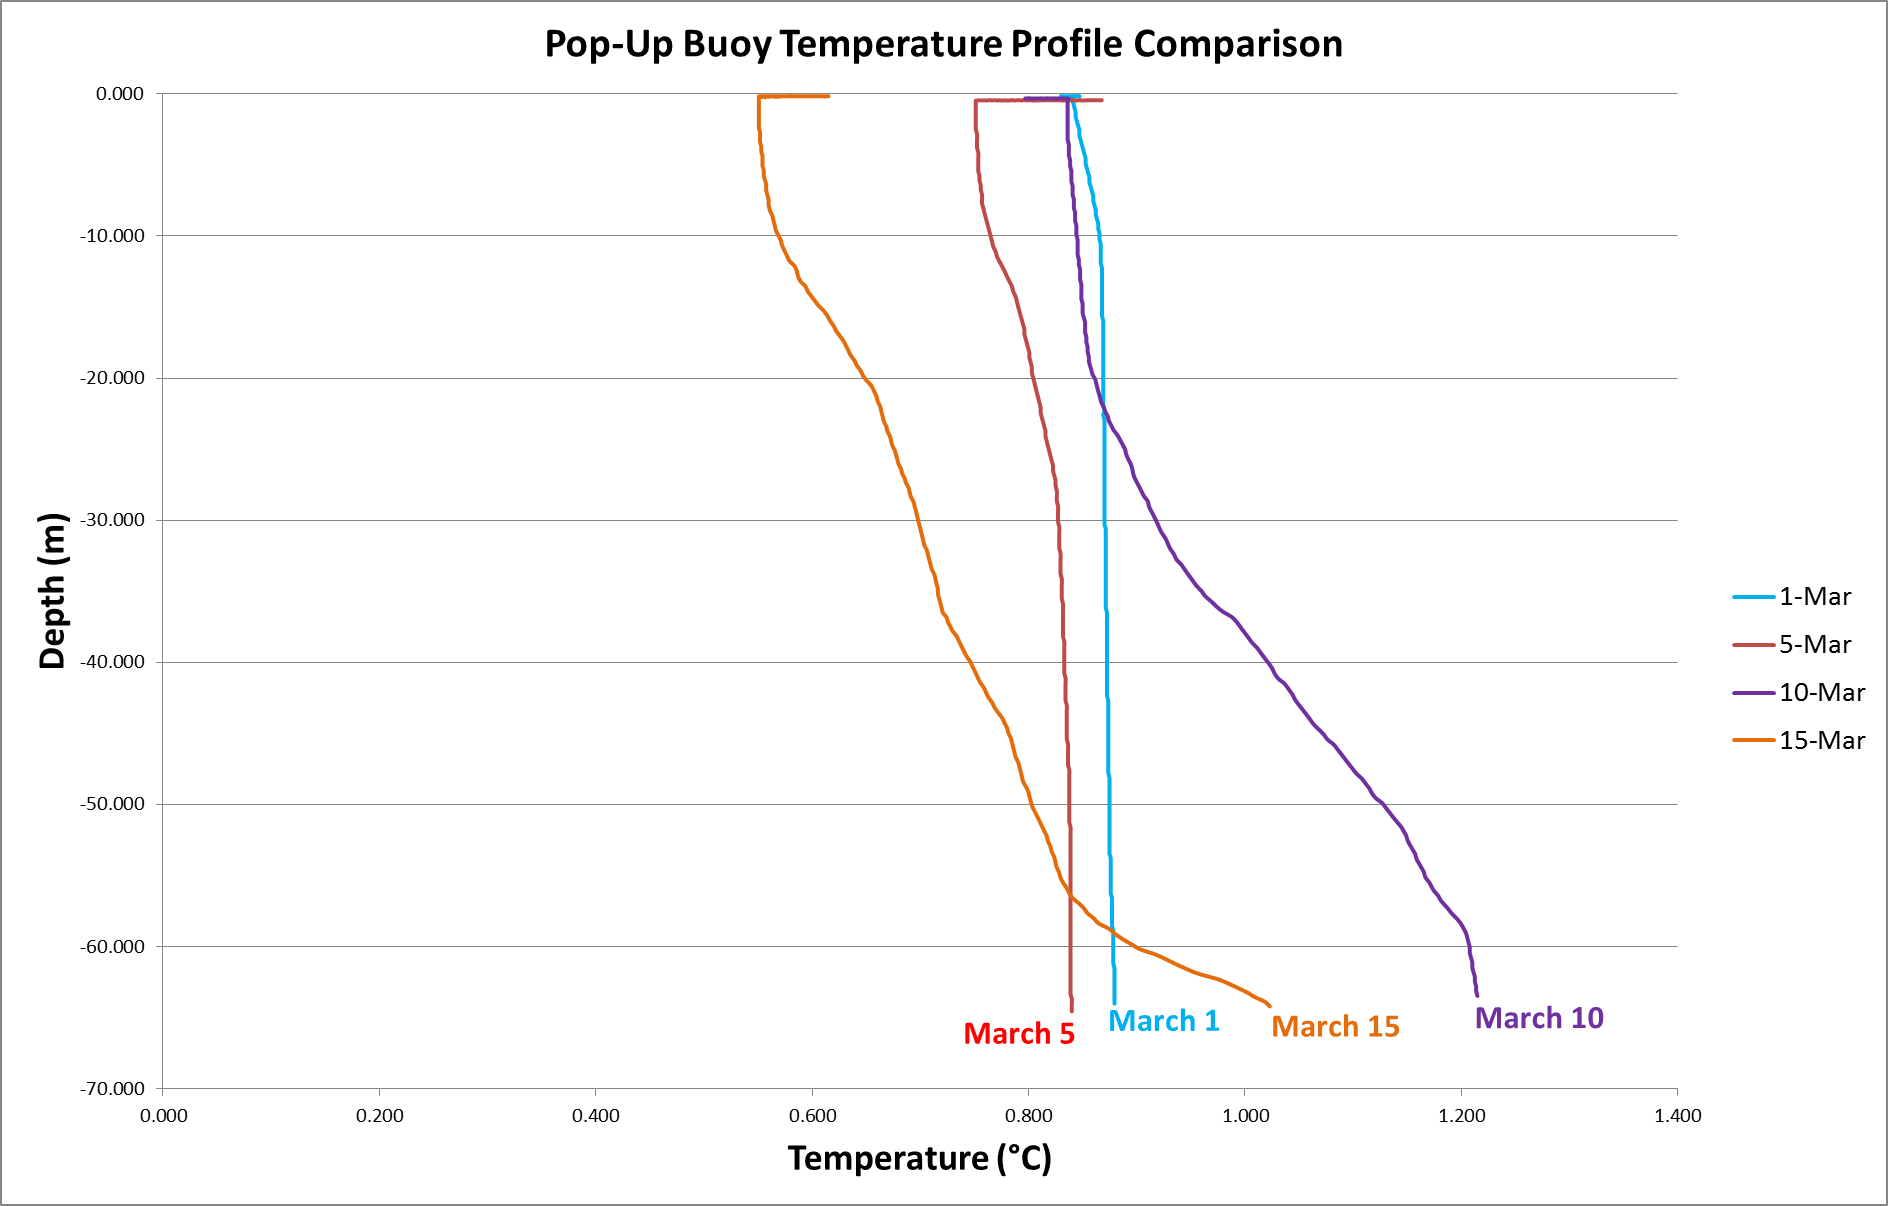 Pop-Up Buoy Temperature Profile Comparison
0.000
-10.000
-20.000
-30.000
-40.000
-50.000
-60.000
-70.000
Depth (m)
1-Mar
5-Mar
10-Mar
15-Mar
March 5
March 1
March 15
March 10
0.000 0.200 0.400 0.600 0.800 1.000 1.200 1.400
Temperature (°C)